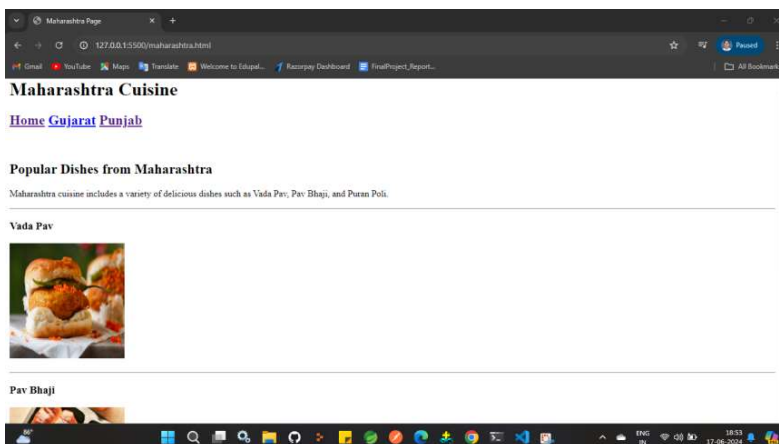 Maharashtra Page
127.0.0.1:5500/maharashtra.html
Paused
Gmail YouTube Maps Translate Welcome to Edupal... Razorpay Dashboard FinalProject_Report... All Bookmark
Maharashtra Cuisine
Home Gujarat Punjab
Popular Dishes from Maharashtra
Maharashtra cuisine includes a variety of delicious dishes such as Vada Pav, Pav Bhaji, and Puran Poli.
Vada Pav
Pav Bhaji
86°
ENG
IN
18:53
17-06-2024